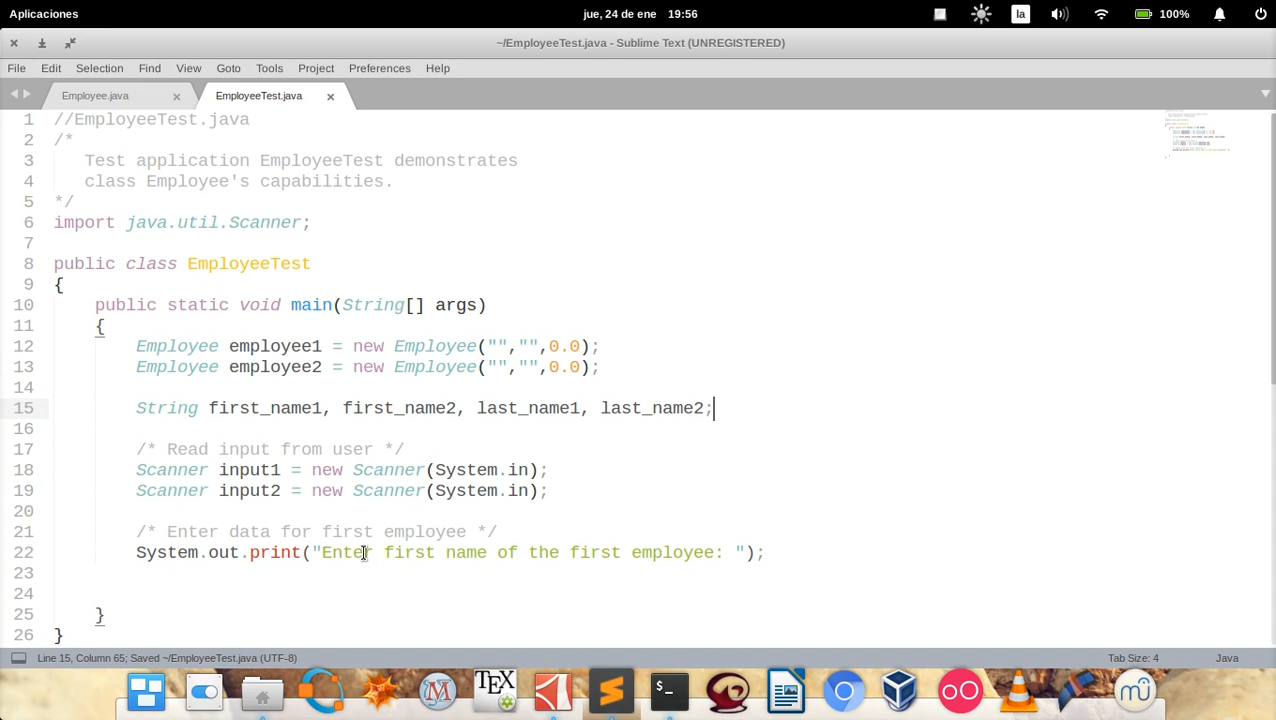 Aplicaciones jue, 24 de ene 19:56 la 100%
~/EmployeeTest.java - Sublime Text (UNREGISTERED)
File Edit Selection Find View Goto Tools Project Preferences Help
Employee.java EmployeeTest.java
1 //EmployeeTest.java
2 /*
3 Test application EmployeeTest demonstrates
4 class Employee's capabilities.
5 */
6 import java.util.Scanner;
7
8 public class EmployeeTest
9 {
10 public static void main(String[] args)
11 {
12 Employee employee1 = new Employee("","",0.0);
13 Employee employee2 = new Employee("","",0.0);
14
15 String first_name1, first_name2, last_name1, last_name2;
16
17 /* Read input from user */
18 Scanner input1 = new Scanner(System.in);
19 Scanner input2 = new Scanner(System.in);
20
21 /* Enter data for first employee */
22 System.out.print("Enter first name of the first employee: ");
23
24
25 }
26 }
Line 15, Column 65; Saved ~/EmployeeTest.java (UTF-8) Tab Size: 4 Java
TEX